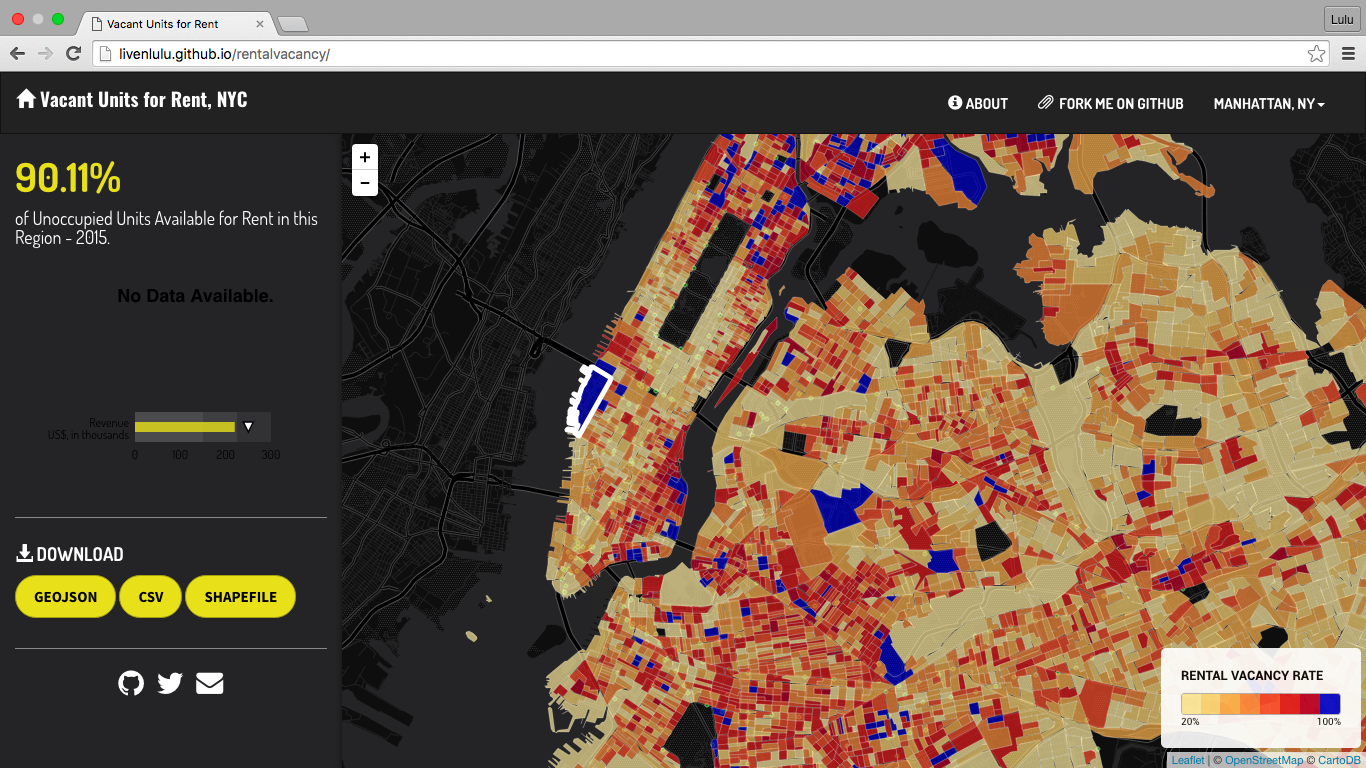 Vacant Units for Rent
Lulu
livenlulu.github.io/rentalvacancy/
Vacant Units for Rent, NYC
ABOUT
FORK ME ON GITHUB
MANHATTAN, NY
+
−
90.11%
of Unoccupied Units Available for Rent in this
Region - 2015.
No Data Available.
Revenue
US$, in thousands
0 100 200 300
DOWNLOAD
GEOJSON CSV SHAPEFILE
RENTAL VACANCY RATE
20% 100%
Leaflet | © OpenStreetMap © CartoDB